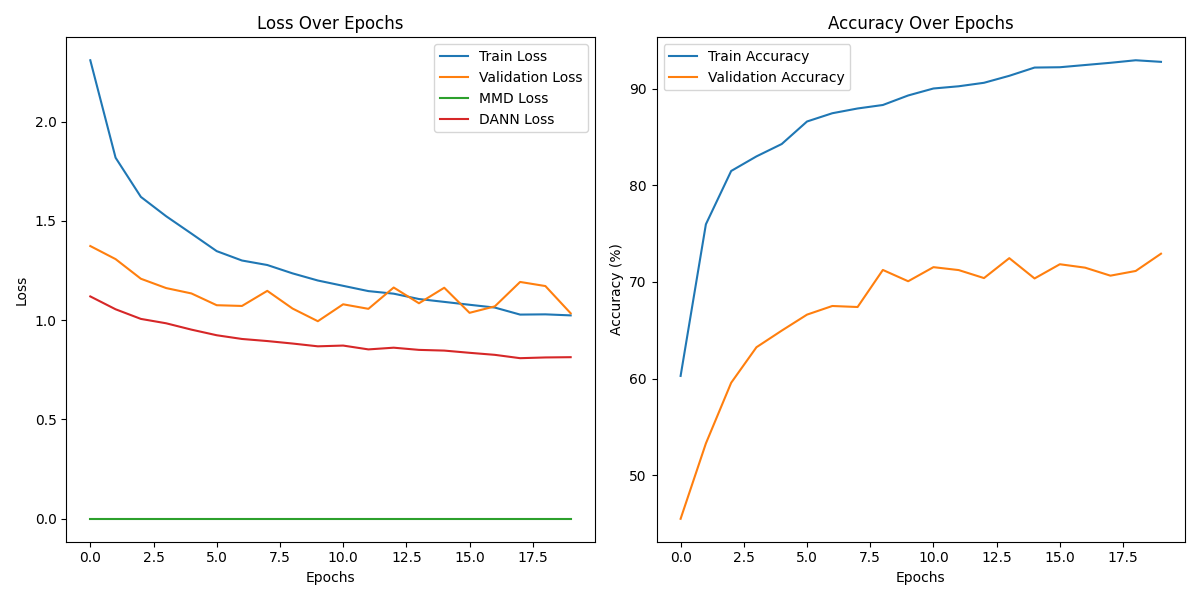 Loss Over Epochs
Train Loss
Validation Loss
MMD Loss
DANN Loss
2.0
1.5
1.0
0.5
0.0
Loss
0.0 2.5 5.0 7.5 10.0 12.5 15.0 17.5
Epochs
Accuracy Over Epochs
Train Accuracy
Validation Accuracy
90
80
70
60
50
Accuracy (%)
0.0 2.5 5.0 7.5 10.0 12.5 15.0 17.5
Epochs